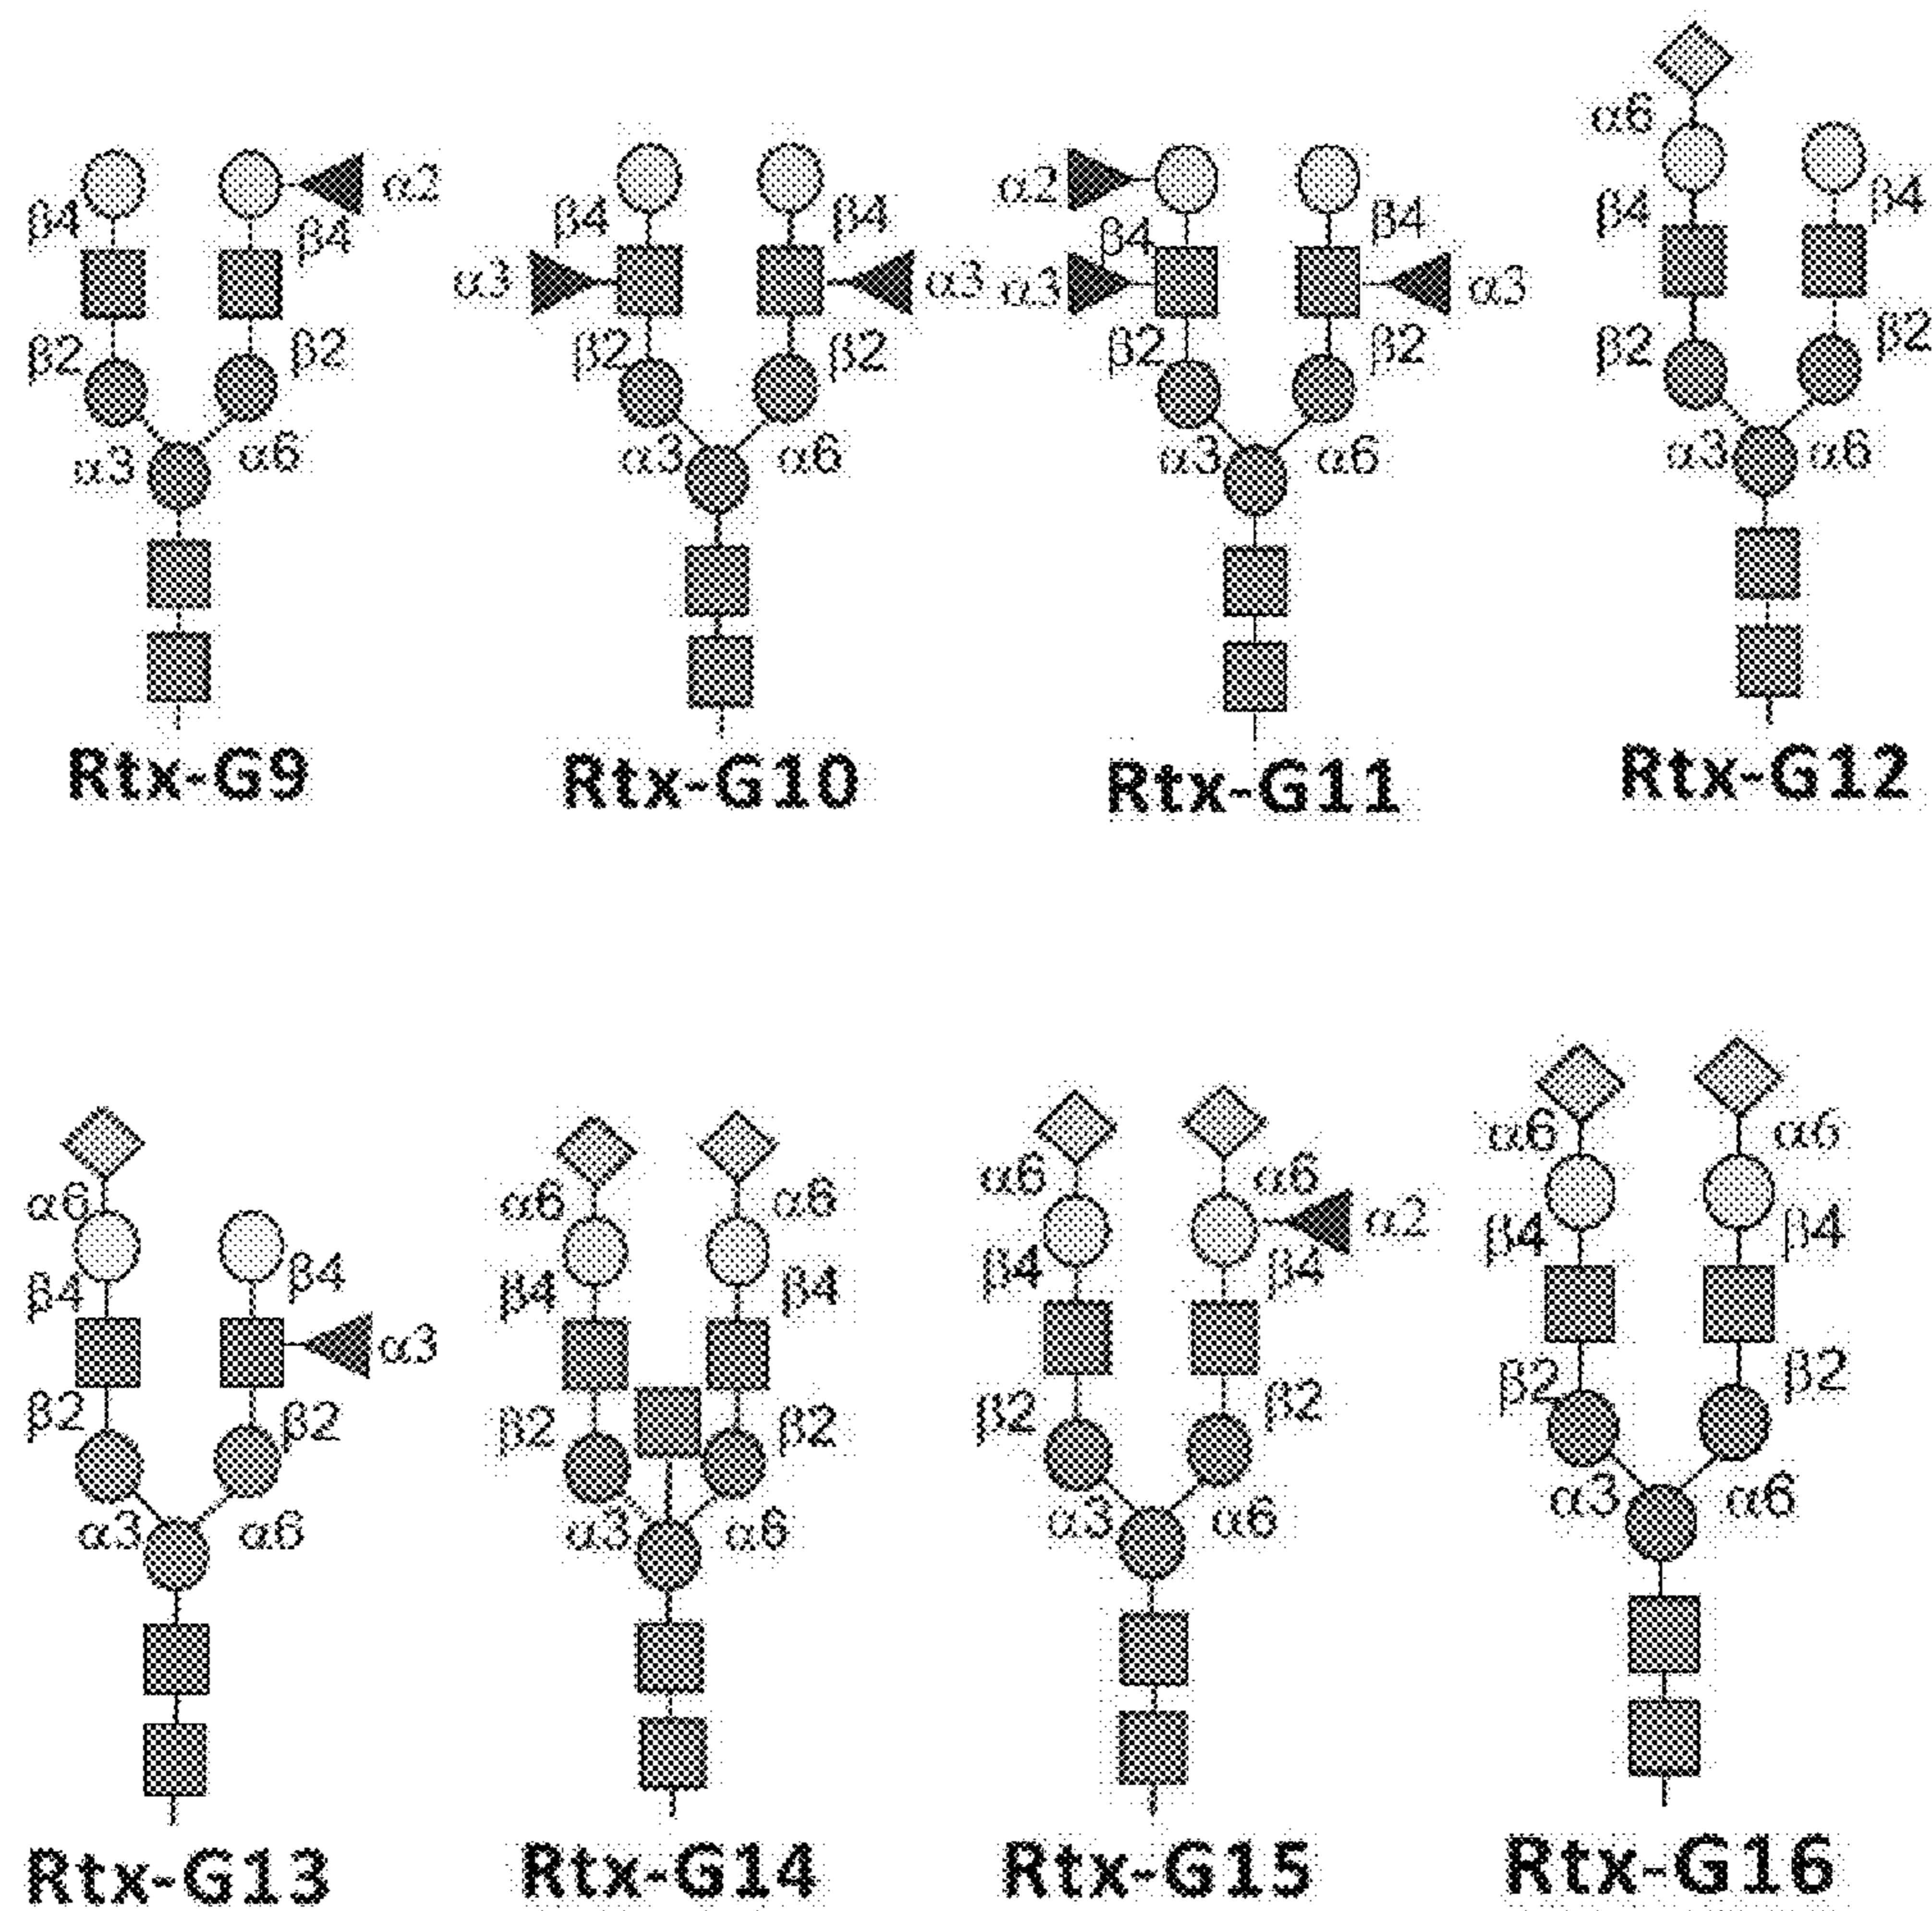 β4 β4 α2
β2 β2
α3 α6
Rtx-G9
β4 β4
α3 α3
β2 β2
α3 α6
Rtx-G10
α2
β4 β4
α3 α3
β2 β2
α3 α6
Rtx-G11
α6
β4 β4
β2 β2
α3 α6
Rtx-G12
α6
β4 β4
α3
β2 β2
α3 α6
Rtx-G13
α6 α6
β4 β4
β2 β2
α3 α6
Rtx-G14
α6 α6
α2
β4 β4
β2 β2
α3 α6
Rtx-G15
α6 α6
β4 β4
β2 β2
α3 α6
Rtx-G16